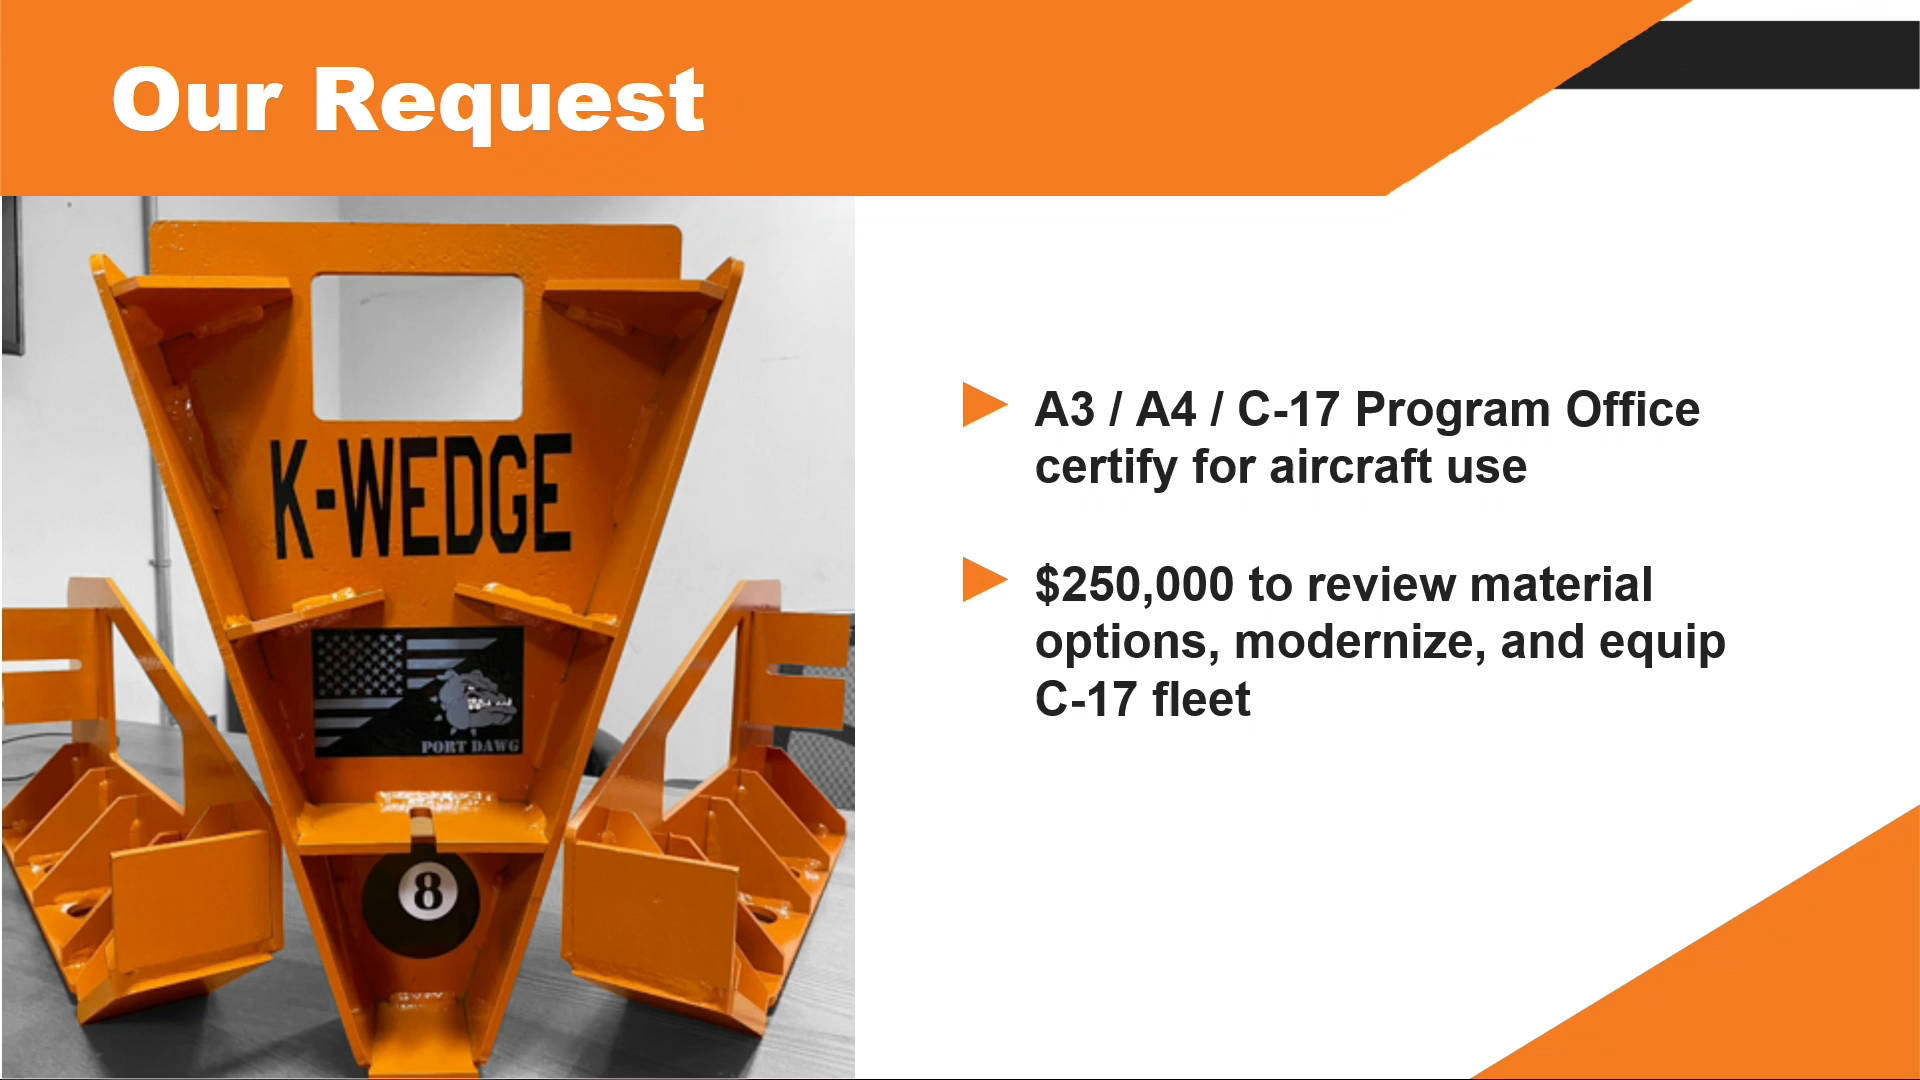 Our Request
K-WEDGE
PORT DAWG
8
A3 / A4 / C-17 Program Office
certify for aircraft use
$250,000 to review material
options, modernize, and equip
C-17 fleet